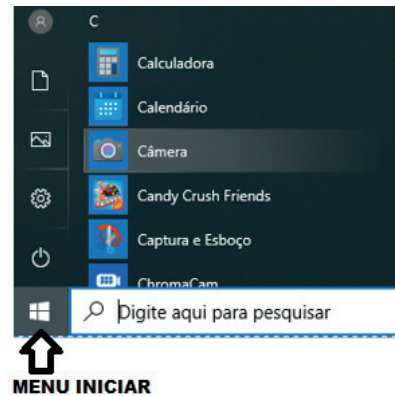 C
Calculadora
Calendário
Câmera
Candy Crush Friends
Captura e Esboço
ChromaCam
Digite aqui para pesquisar
MENU INICIAR